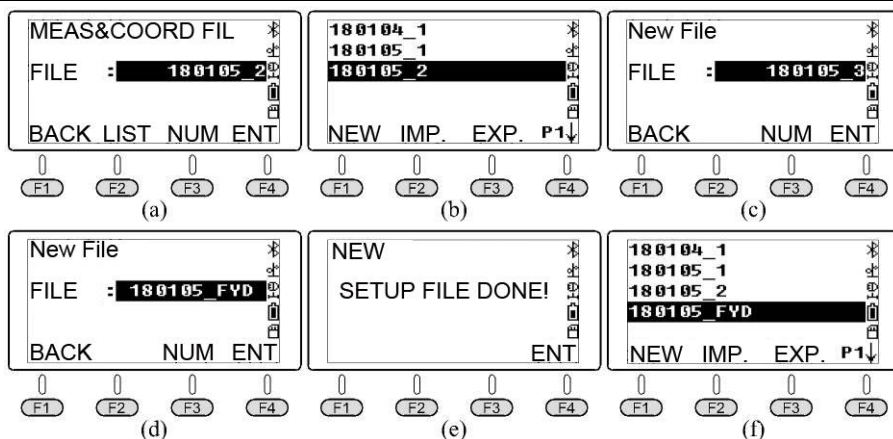 MEAS&COORD FIL
FILE : 180105_2
BACK LIST NUM ENT
F1 F2 F3 F4
(a)
180104_1
180105_1
180105_2
NEW IMP. EXP. P1↓
F1 F2 F3 F4
(b)
New File
FILE : 180105_3
BACK NUM ENT
F1 F2 F3 F4
(c)
New File
FILE : 180105_FYD
BACK NUM ENT
F1 F2 F3 F4
(d)
NEW
SETUP FILE DONE!
ENT
F1 F2 F3 F4
(e)
180104_1
180105_1
180105_2
180105_FYD
NEW IMP. EXP. P1↓
F1 F2 F3 F4
(f)